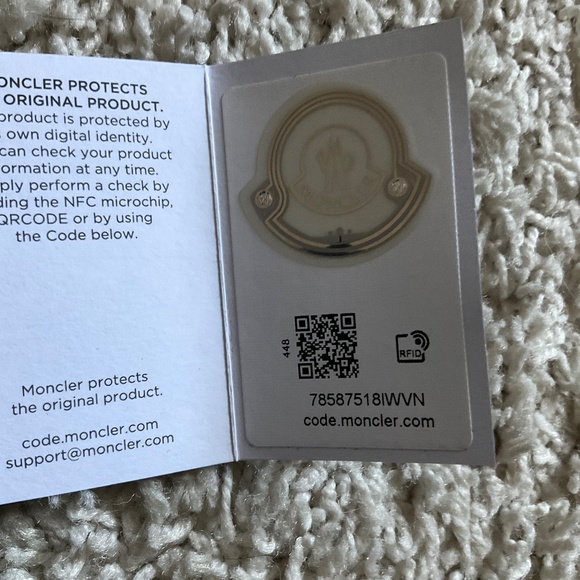 ONCLER PROTECTS
ORIGINAL PRODUCT.
product is protected by
own digital identity.
can check your product
ormation at any time.
ply perform a check by
ding the NFC microchip,
QRCODE or by using
the Code below.
Moncler protects
the original product.
code.moncler.com
support@moncler.com
MONCLER
448
RFID
78587518IWVN
code.moncler.com